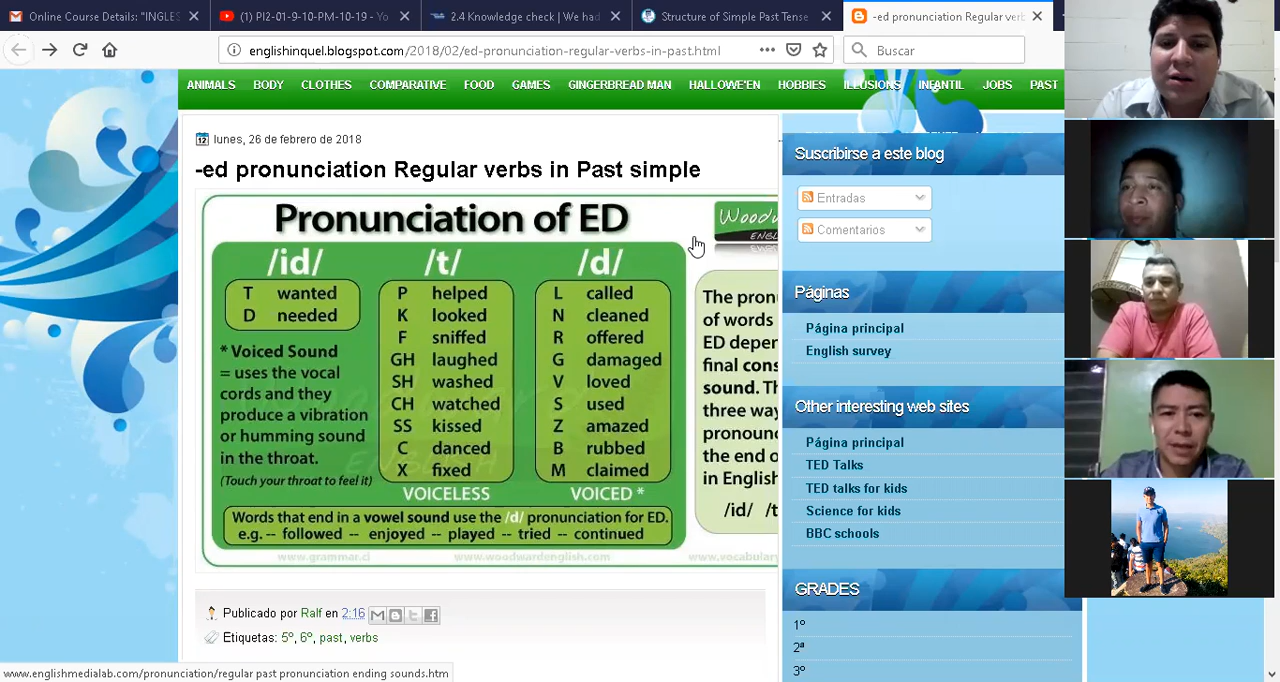 Online Course Details: "INGLES
(1) PI2-01-9-10-PM-10-19 - Yo
2.4 Knowledge check | We had
Structure of Simple Past Tense
-ed pronunciation Regular verb
englishinquel.blogspot.com/2018/02/ed-pronunciation-regular-verbs-in-past.html
Buscar
ANIMALS BODY CLOTHES COMPARATIVE FOOD GAMES GINGERBREAD MAN HALLOWE'EN HOBBIES ILLUSIONS INFANTIL JOBS PAST
lunes, 26 de febrero de 2018
-ed pronunciation Regular verbs in Past simple
Pronunciation of ED
/id/ /t/ /d/
T wanted
D needed
* Voiced Sound
= uses the vocal
cords and they
produce a vibration
or humming sound
in the throat.
(Touch your throat to feel it)
P helped
K looked
F sniffed
GH laughed
SH washed
CH watched
SS kissed
C danced
X fixed
VOICELESS
L called
N cleaned
R offered
G damaged
V loved
S used
Z amazed
B rubbed
M claimed
VOICED *
Words that end in a vowel sound use the /d/ pronunciation for ED.
e.g. -- followed -- enjoyed -- played -- tried -- continued
www.grammar.cl www.woodwardenglish.com www.vocabulary
Woodw
ENGLIS
The pronu
of words
ED depen
final cons
sound. Th
three way
pronounc
the end o
in English
/id/ /t
Publicado por Ralf en 2:16
Etiquetas: 5º, 6º, past, verbs
Suscribirse a este blog
Entradas
Comentarios
Páginas
Página principal
English survey
Other interesting web sites
Página principal
TED Talks
TED talks for kids
Science for kids
BBC schools
GRADES
1º
2ª
3º
www.englishmedialab.com/pronunciation/regular past pronunciation ending sounds.htm